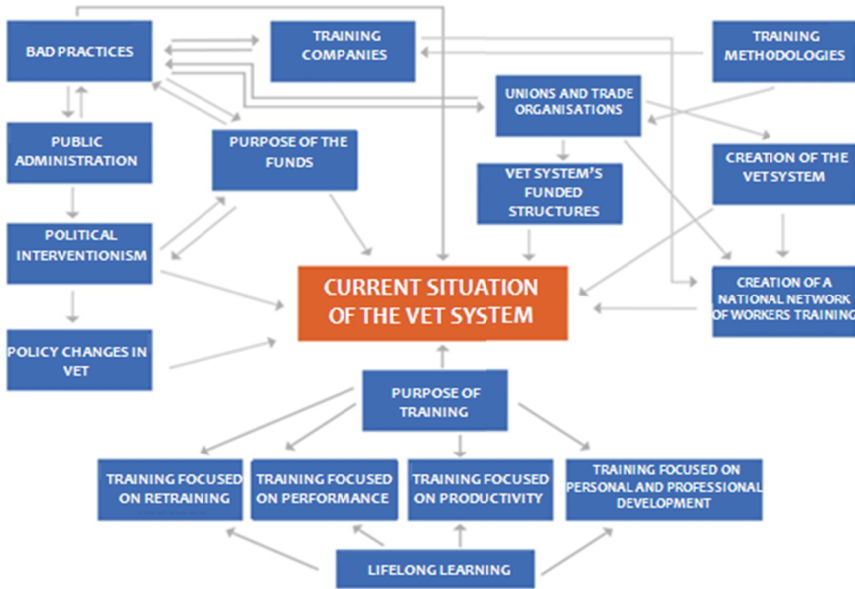 BAD PRACTICES
TRAINING
COMPANIES
TRAINING
METHODOLOGIES
UNIONS AND TRADE
ORGANISATIONS
PUBLIC
ADMINISTRATION
PURPOSE OF THE
FUNDS
CREATION OF THE
VET SYSTEM
VET SYSTEM'S
FUNDED
STRUCTURES
POLITICAL
INTERVENTIONISM
CURRENT SITUATION
OF THE VET SYSTEM
CREATION OF A
NATIONAL NETWORK
OF WORKERS TRAINING
POLICY CHANGES IN
VET
PURPOSE OF
TRAINING
TRAINING FOCUSED
ON RETRAINING
TRAINING FOCUSED
ON PERFORMANCE
TRAINING FOCUSED
ON PRODUCTIVITY
TRAINING FOCUSED ON
PERSONAL AND PROFESSIONAL
DEVELOPMENT
LIFELONG LEARNING